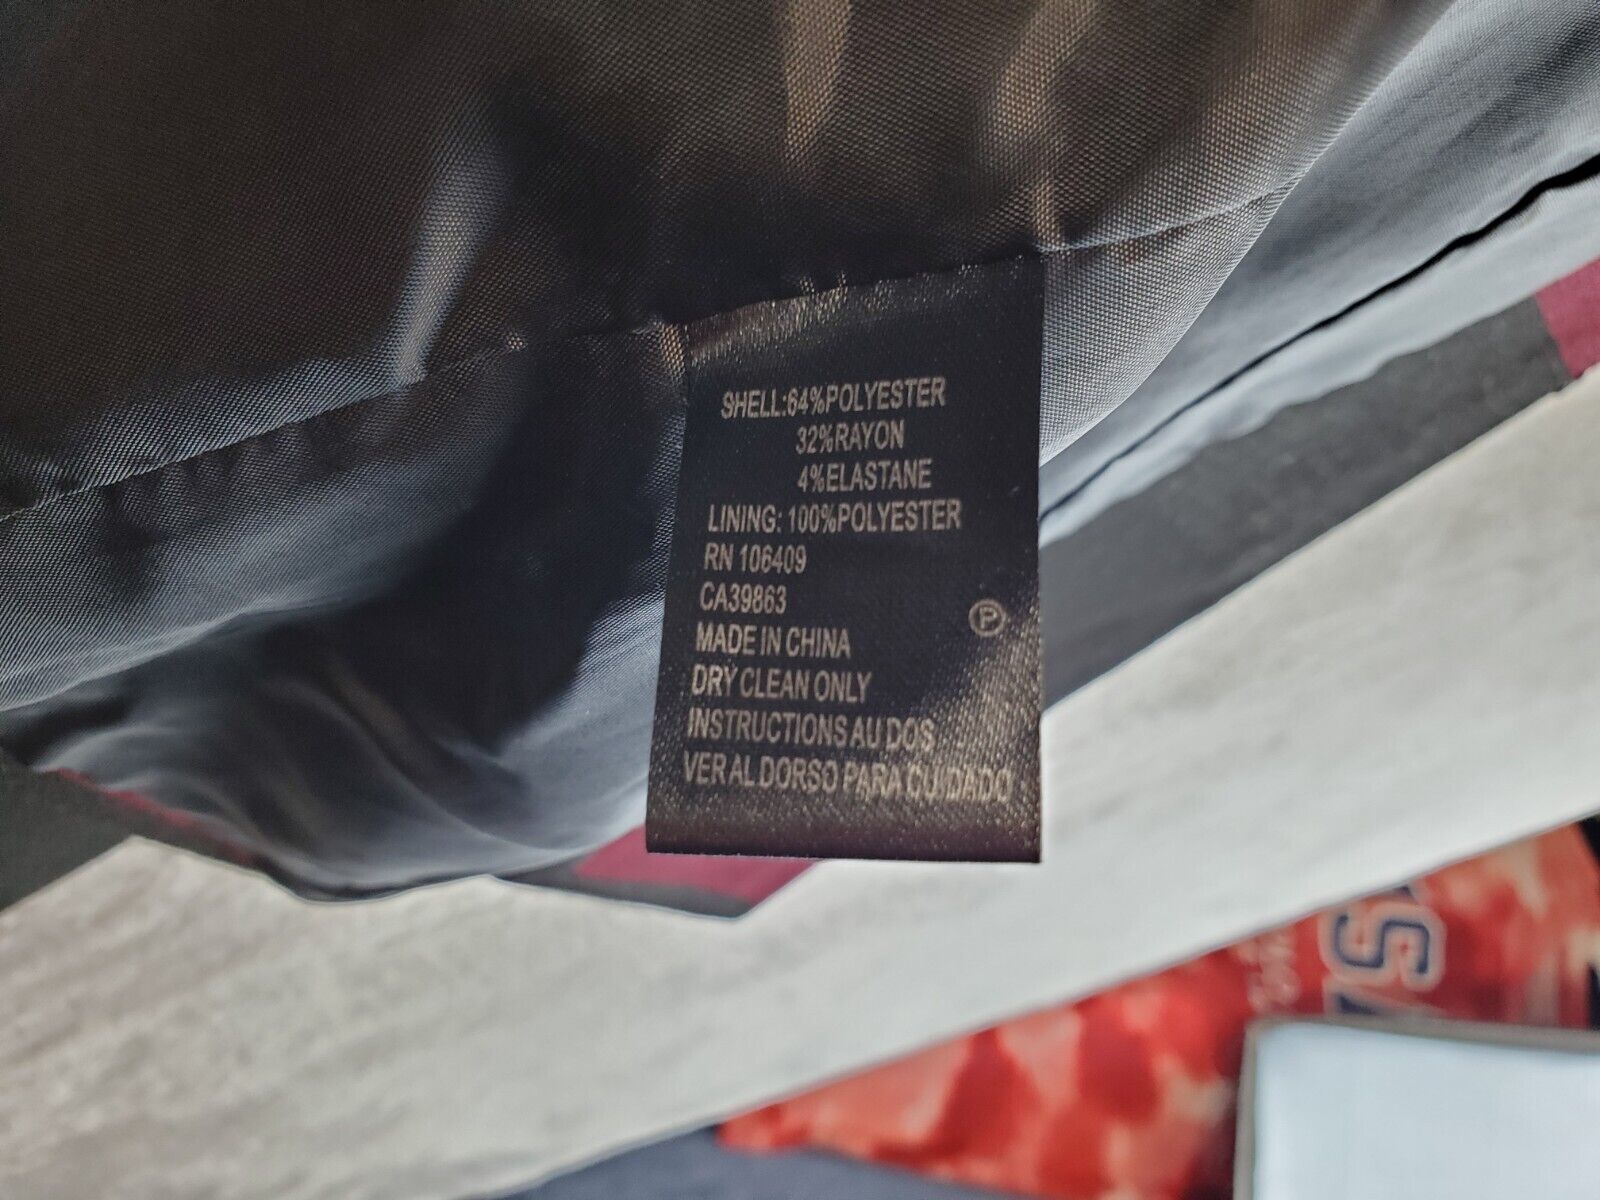 SHELL:64%POLYESTER
32%RAYON
4%ELASTANE
LINING: 100%POLYESTER
RN 106409
CA39863
P
MADE IN CHINA
DRY CLEAN ONLY
INSTRUCTIONS AU DOS
VER AL DORSO PARA CUIDADO